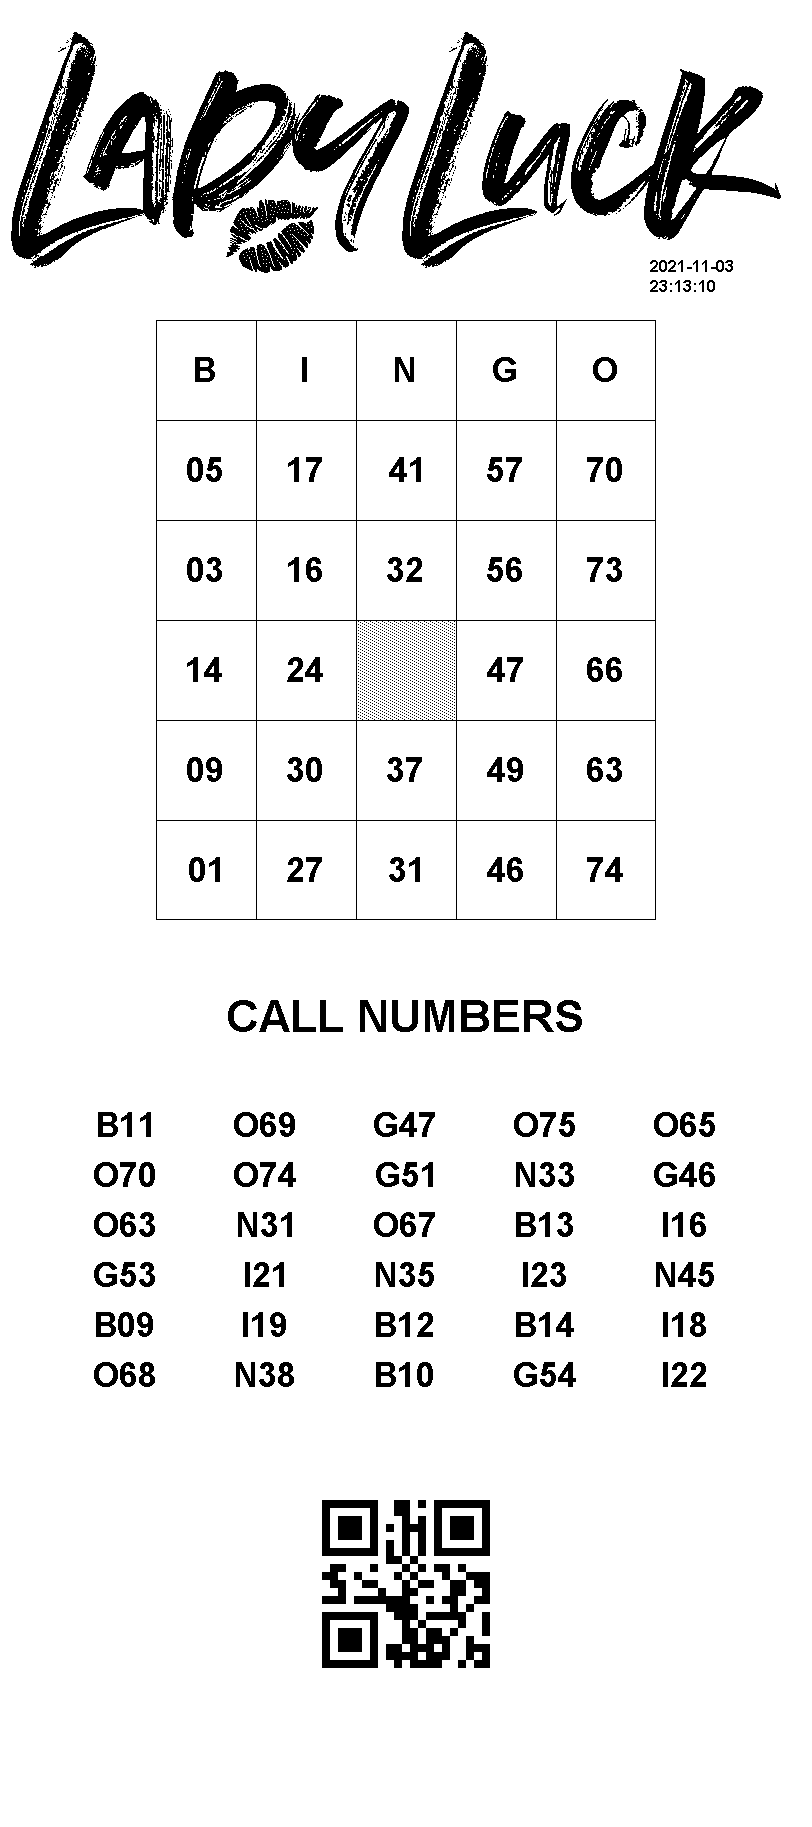 LADY LUCK
2021-11-03
23:13:10
B I N G O
05 17 41 57 70
03 16 32 56 73
14 24 47 66
09 30 37 49 63
01 27 31 46 74
CALL NUMBERS
B11 O69 G47 O75 O65
O70 O74 G51 N33 G46
O63 N31 O67 B13 I16
G53 I21 N35 I23 N45
B09 I19 B12 B14 I18
O68 N38 B10 G54 I22